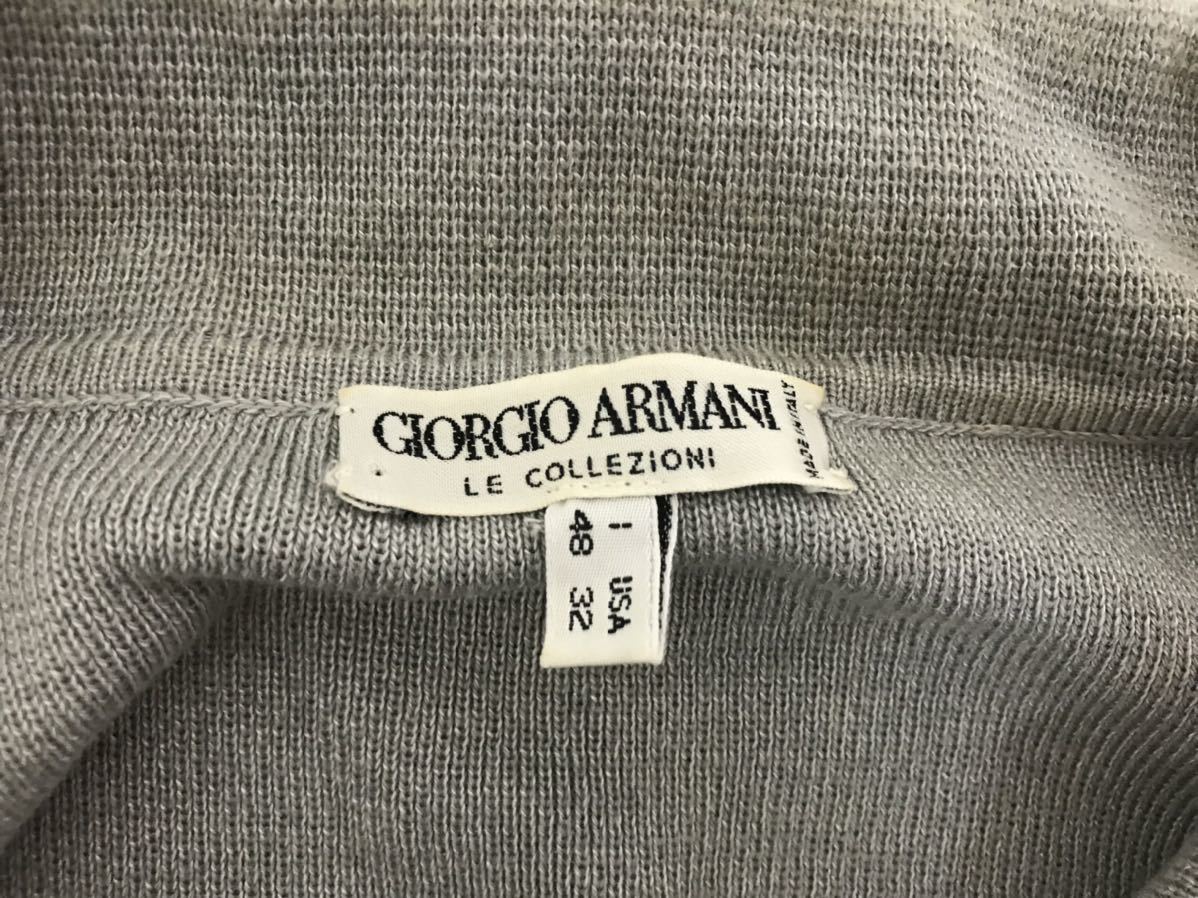 GIORGIO ARMANI
LE COLLEZIONI
MADE IN ITALY
I USA
48 32